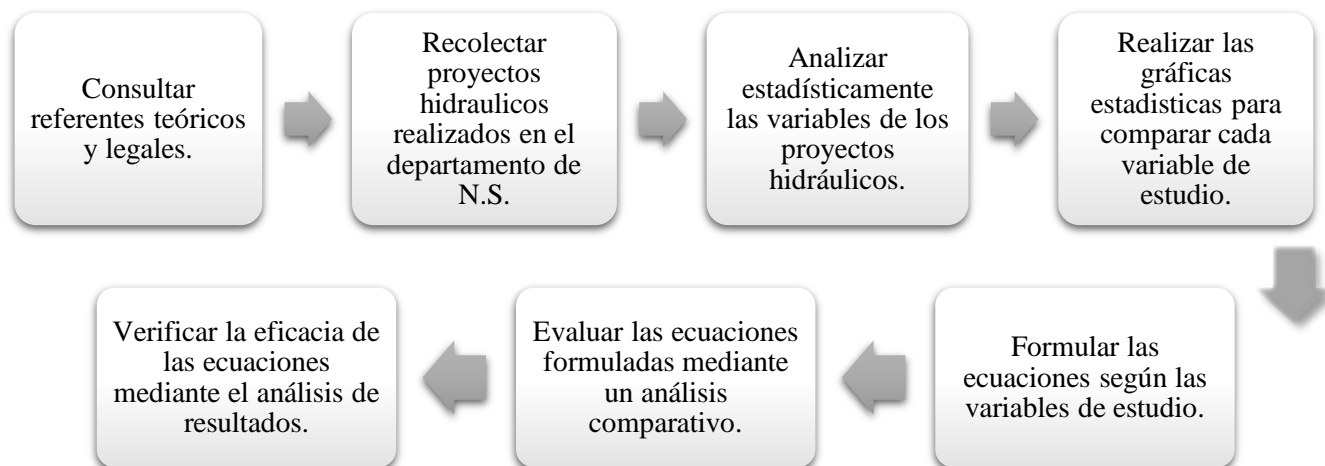 Consultar
referentes teóricos
y legales.
Recolectar
proyectos
hidraulicos
realizados en el
departamento de
N.S.
Analizar
estadísticamente
las variables de los
proyectos
hidráulicos.
Realizar las
gráficas
estadisticas para
comparar cada
variable de
estudio.
Formular las
ecuaciones según las
variables de estudio.
Evaluar las ecuaciones
formuladas mediante
un análisis
comparativo.
Verificar la eficacia de
las ecuaciones
mediante el análisis de
resultados.